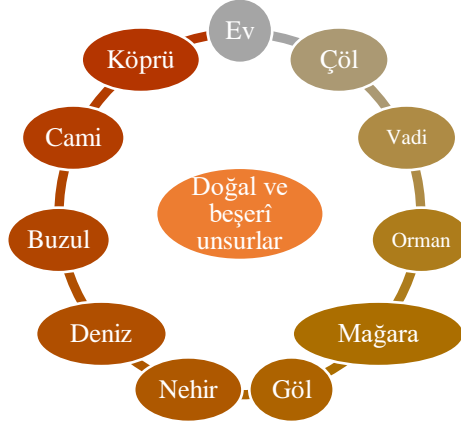 Ev
Köprü
Çöl
Cami
Vadi
Doğal ve
beşerî
unsurlar
Buzul
Orman
Deniz
Mağara
Nehir
Göl